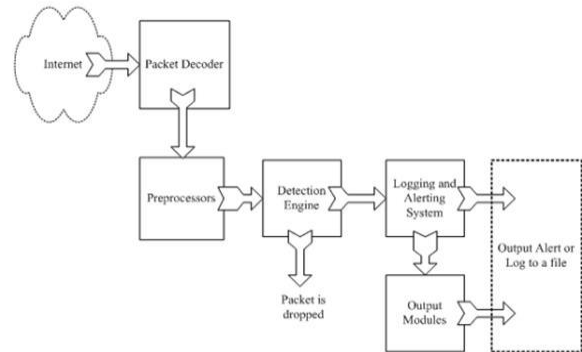 Internet
Packet Decoder
Preprocessors
Detection
Engine
Logging and
Alerting
System
Output Alert or
Log to a file
Packet is
dropped
Output
Modules